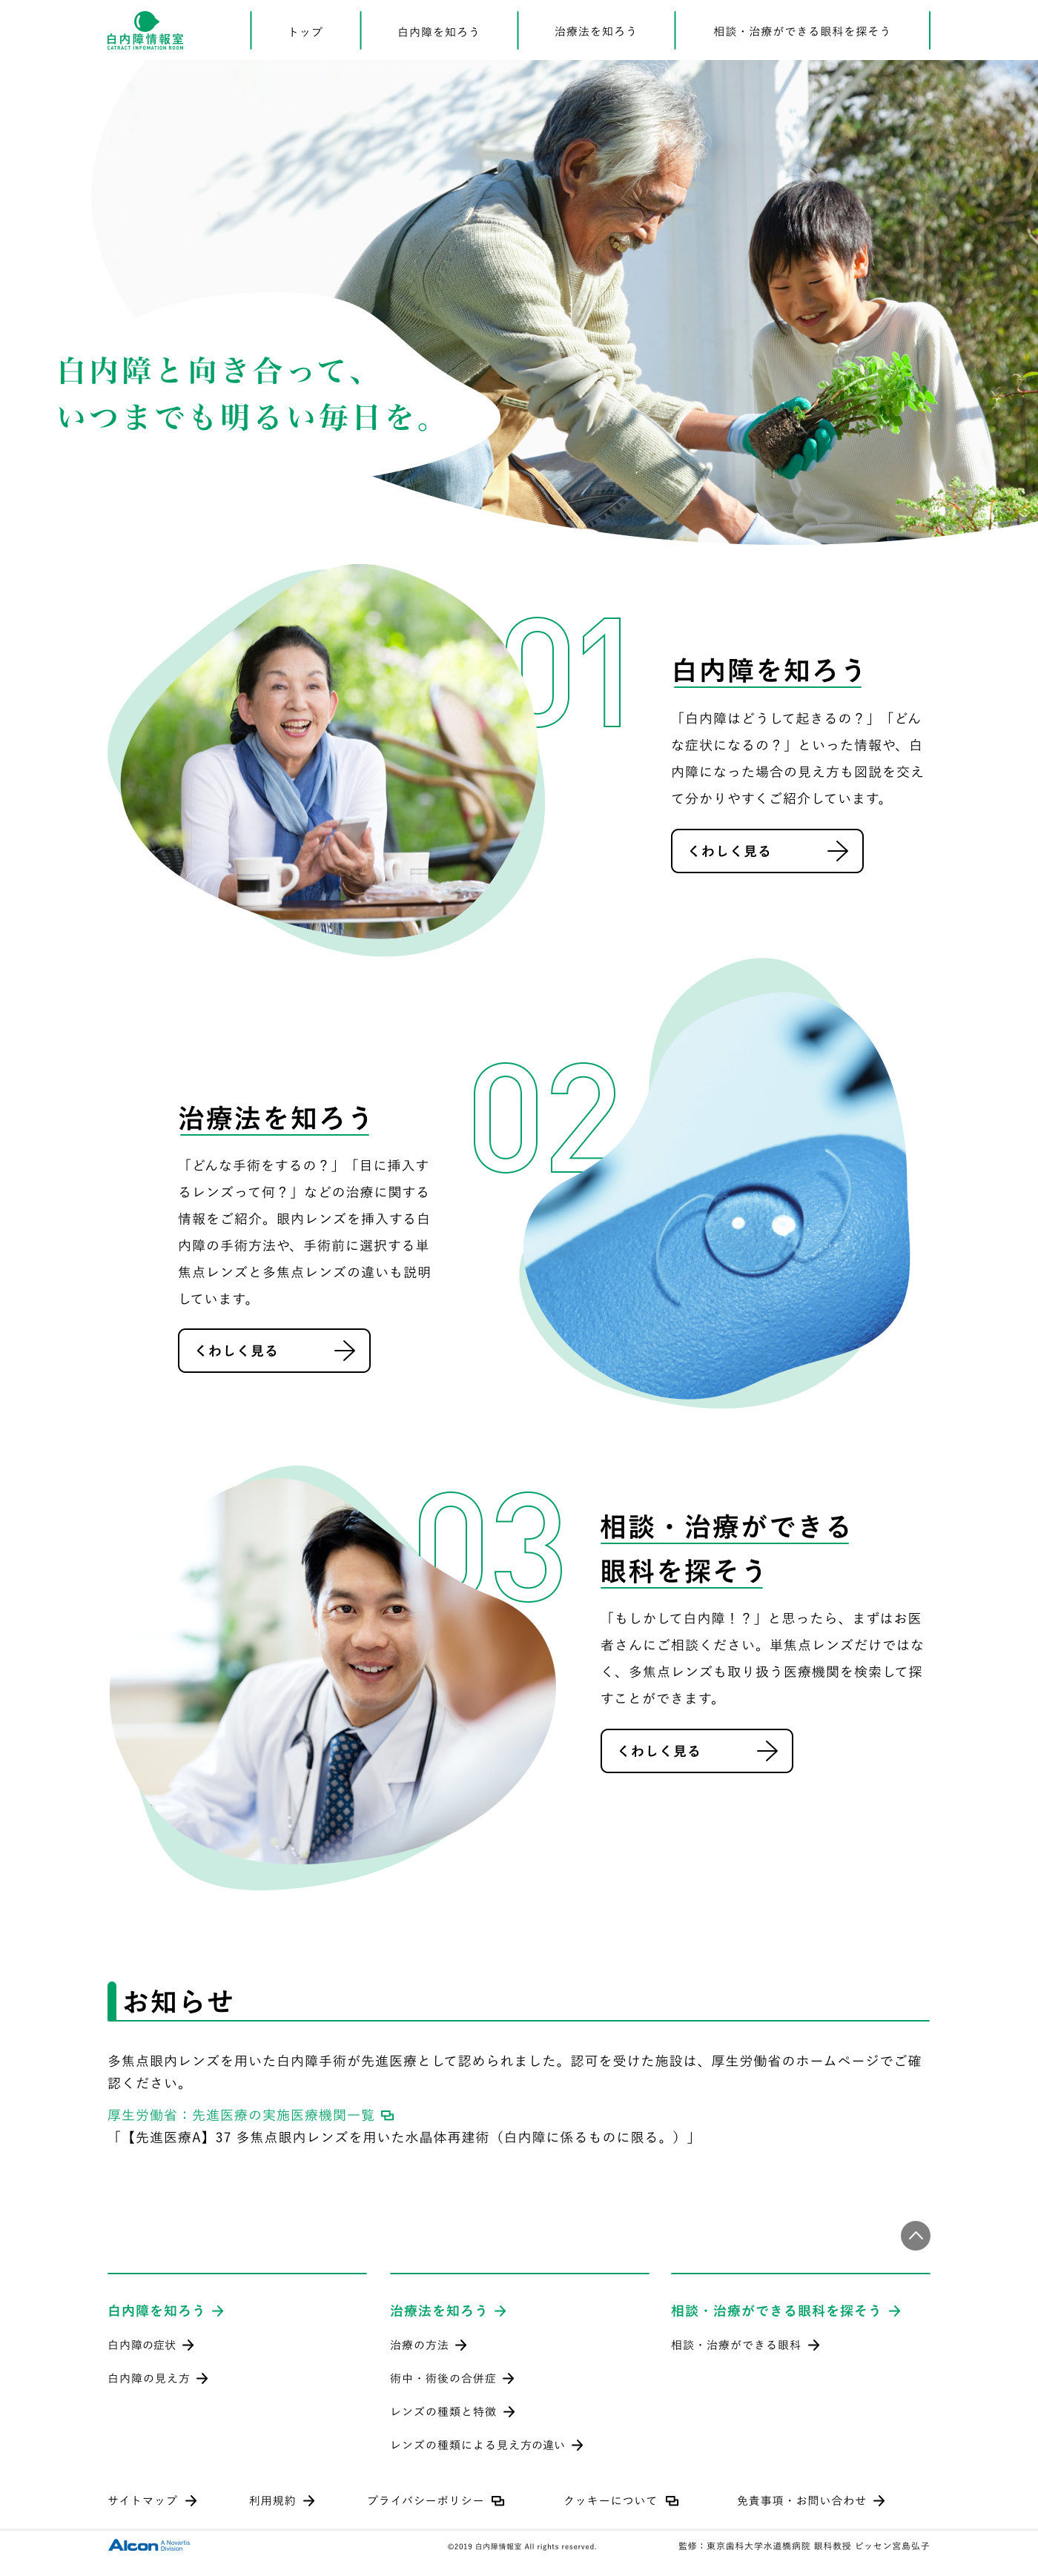 白内障情報室
CATRACT INFOMATION ROOM
トップ
白内障を知ろう
治療法を知ろう
相談・治療ができる眼科を探そう
白内障と向き合って、
いつまでも明るい毎日を。
01
白内障を知ろう
「白内障はどうして起きるの？」「どん
な症状になるの？」といった情報や、白
内障になった場合の見え方も図説を交え
て分かりやすくご紹介しています。
くわしく見る
02
治療法を知ろう
「どんな手術をするの？」「目に挿入す
るレンズって何？」などの治療に関する
情報をご紹介。眼内レンズを挿入する白
内障の手術方法や、手術前に選択する単
焦点レンズと多焦点レンズの違いも説明
しています。
くわしく見る
03
相談・治療ができる
眼科を探そう
「もしかして白内障！？」と思ったら、まずはお医
者さんにご相談ください。単焦点レンズだけではな
く、多焦点レンズも取り扱う医療機関を検索して探
すことができます。
くわしく見る
お知らせ
多焦点眼内レンズを用いた白内障手術が先進医療として認められました。認可を受けた施設は、厚生労働省のホームページでご確
認ください。
厚生労働省：先進医療の実施医療機関一覧
「【先進医療A】37 多焦点眼内レンズを用いた水晶体再建術（白内障に係るものに限る。）」
白内障を知ろう
白内障の症状
白内障の見え方
治療法を知ろう
治療の方法
術中・術後の合併症
レンズの種類と特徴
レンズの種類による見え方の違い
相談・治療ができる眼科を探そう
相談・治療ができる眼科
サイトマップ
利用規約
プライバシーポリシー
クッキーについて
免責事項・お問い合わせ
Alcon A Novartis
Division
©2019 白内障情報室 All rights reserved.
監修：東京歯科大学水道橋病院 眼科教授 ビッセン宮島弘子